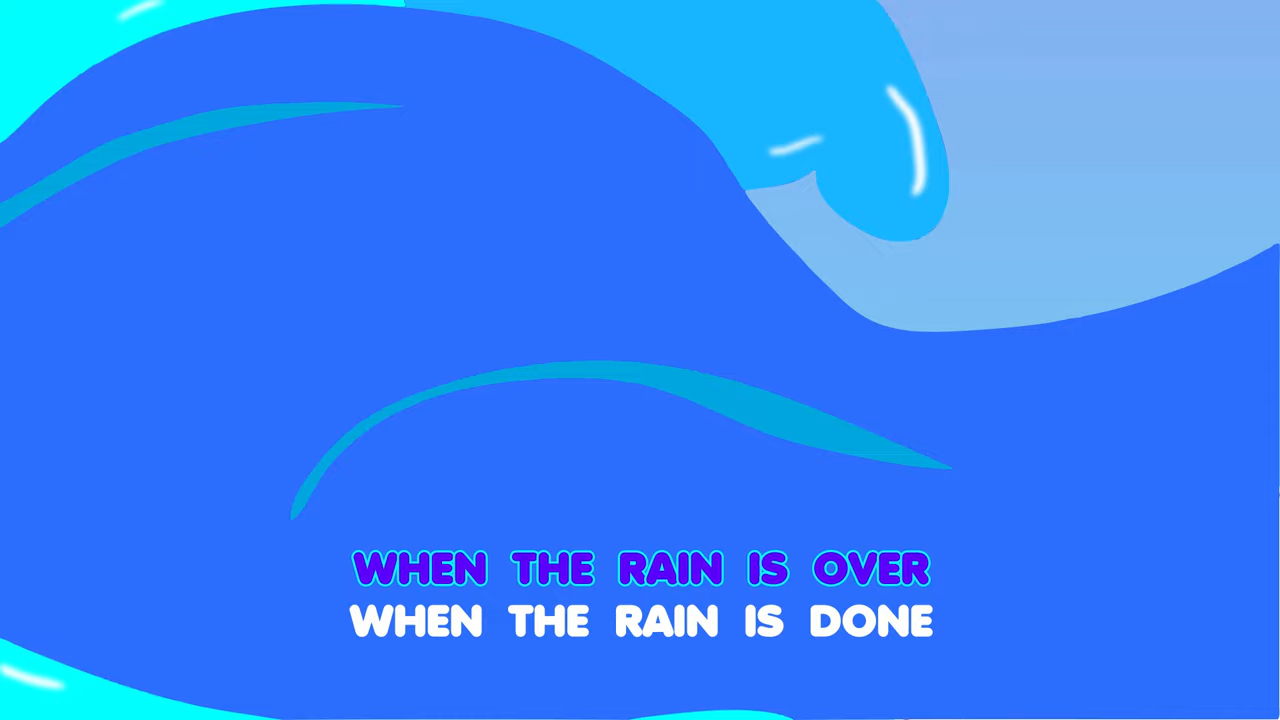 WHEN THE RAIN IS OVER
WHEN THE RAIN IS DONE